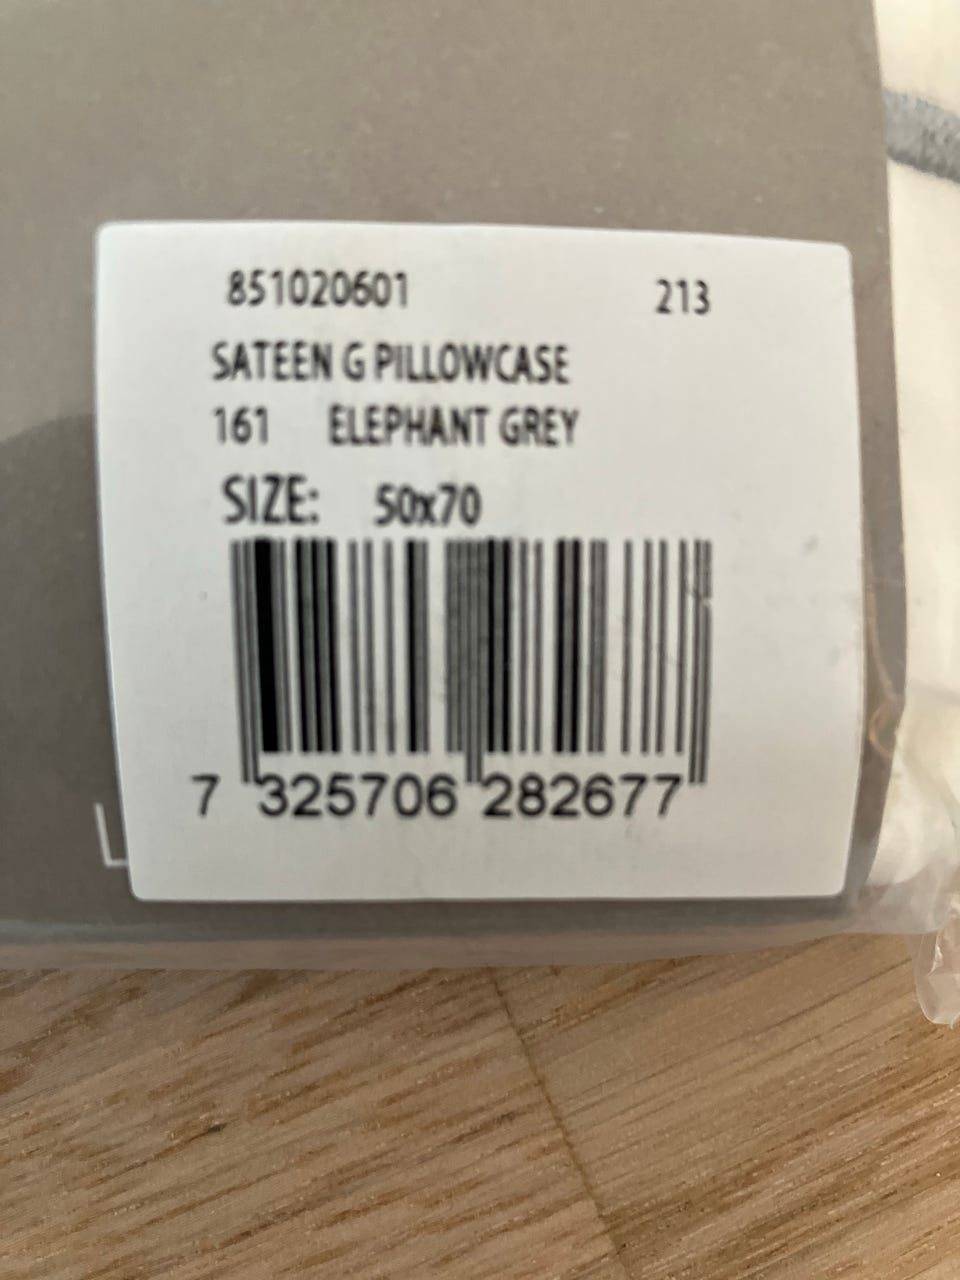 851020601 213
SATEEN G PILLOWCASE
161 ELEPHANT GREY
SIZE: 50x70
7 325706 282677